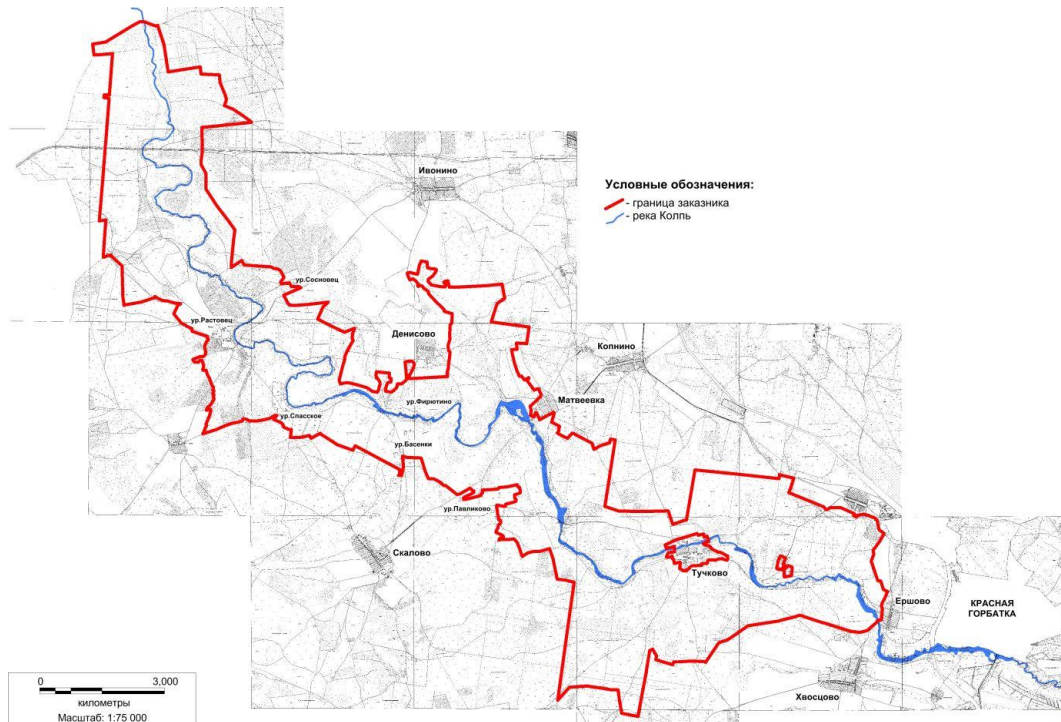 Ивонино
Условные обозначения:
- граница заказника
- река Колпь
ур.Сосновец
ур.Растовец
Денисово
Копнино
ур.Фирютино
Матвеевка
ур.Спасское
ур.Басенки
ур.Павликово
Скалово
Тучково
Ершово
КРАСНАЯ
ГОРБАТКА
Хвосцово
0 3,000
километры
Масштаб: 1:75 000